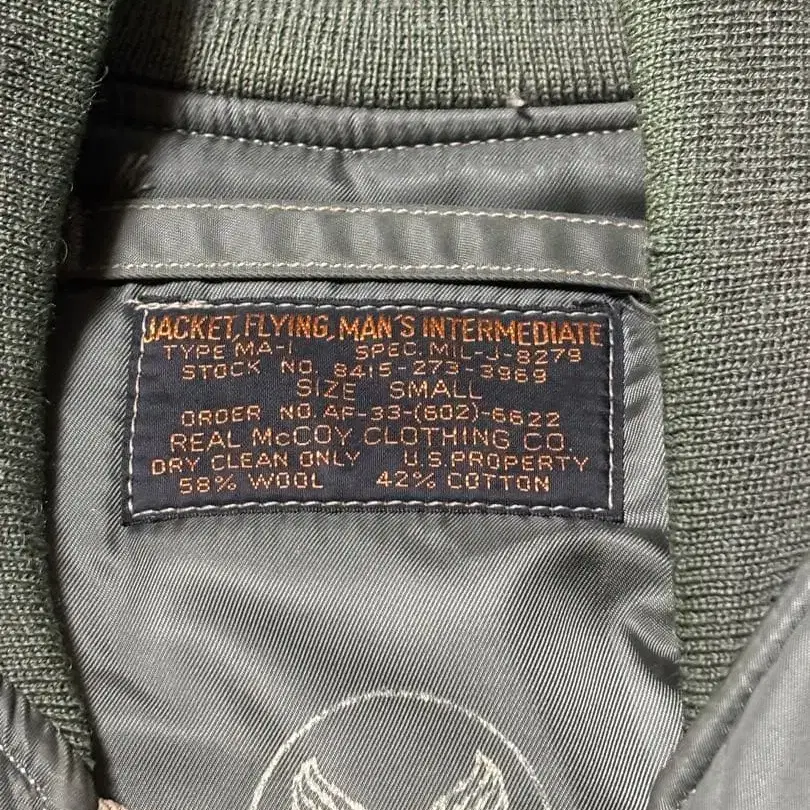 JACKET, FLYING, MAN'S INTERMEDIATE
TYPE MA-1 SPEC. MIL-J-8279
STOCK NO. 8415-273-3969
SIZE SMALL
ORDER NO. AF-33-(602)-6622
REAL McCOY CLOTHING CO.
DRY CLEAN ONLY U.S. PROPERTY
58% WOOL 42% COTTON